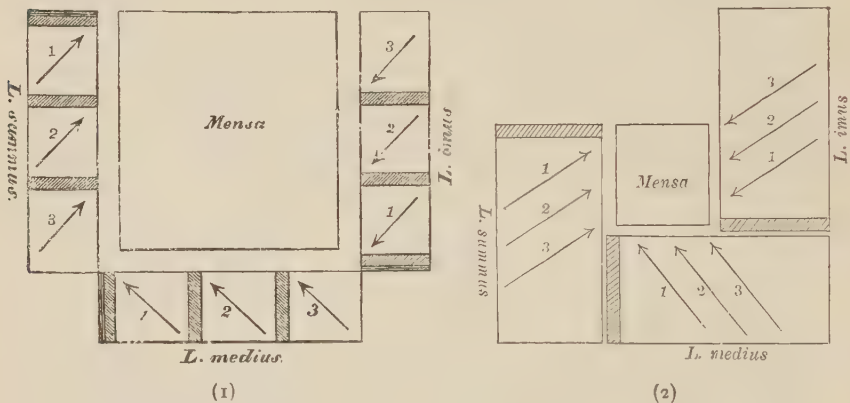 1
2
3
L. summus.
Mensa
3
2
1
L. imus
1
2
3
L. medius.
(1)
1
2
3
L. summus
Mensa
3
2
1
L. imus
1
2
3
L. medius
(2)